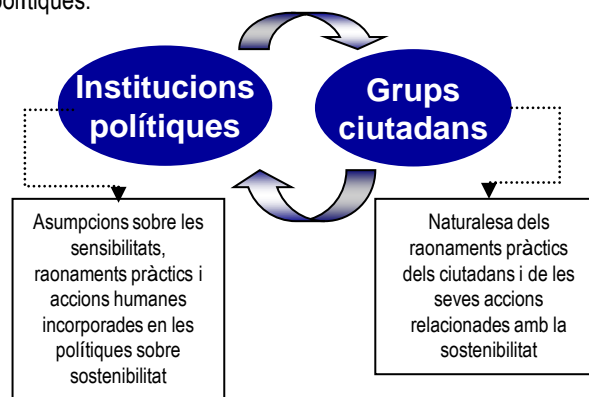 polítiques.
Institucions
polítiques
Grups
ciutadans
Asumpcions sobre les
sensibilitats,
raonaments pràctics i
accions humanes
incorporades en les
polítiques sobre
sostenibilitat
Naturalesa dels
raonaments pràctics
dels ciutadans i de les
seves accions
relacionades amb la
sostenibilitat